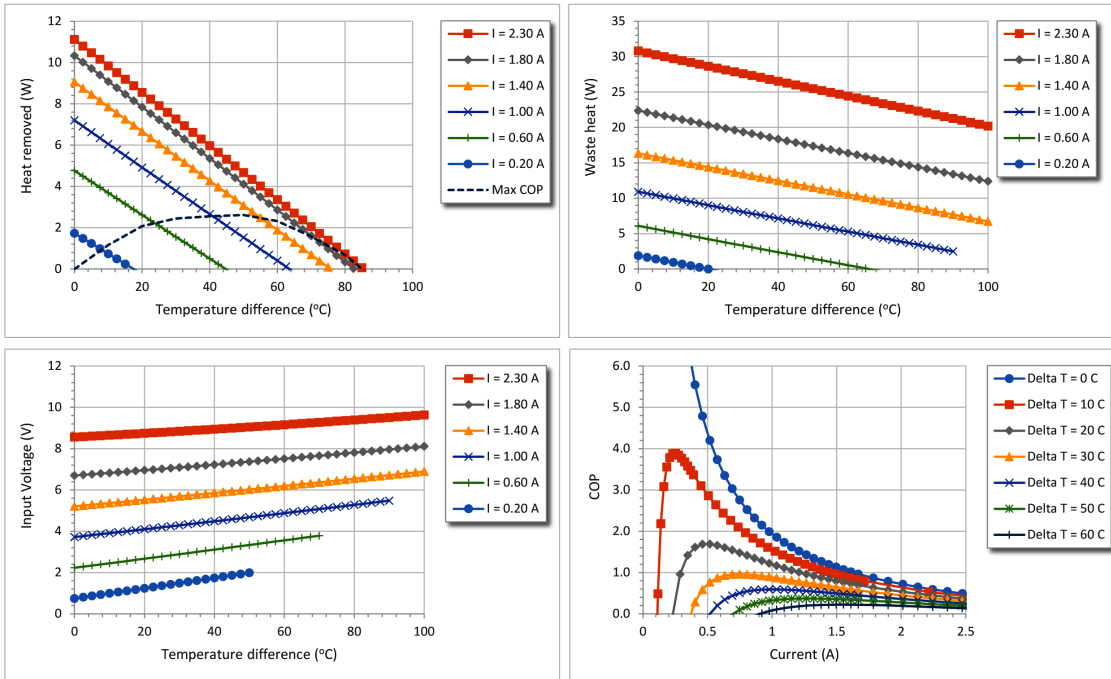 12
10
8
6
4
2
0
0 20 40 60 80 100
Heat removed (W)
Temperature difference (°C)
I = 2.30 A
I = 1.80 A
I = 1.40 A
I = 1.00 A
I = 0.60 A
I = 0.20 A
Max COP
35
30
25
20
15
10
5
0
0 20 40 60 80 100
Waste heat (W)
Temperature difference (°C)
I = 2.30 A
I = 1.80 A
I = 1.40 A
I = 1.00 A
I = 0.60 A
I = 0.20 A
12
10
8
6
4
2
0
0 20 40 60 80 100
Input Voltage (V)
Temperature difference (°C)
I = 2.30 A
I = 1.80 A
I = 1.40 A
I = 1.00 A
I = 0.60 A
I = 0.20 A
6.0
5.0
4.0
3.0
2.0
1.0
0.0
0 0.5 1 1.5 2 2.5
COP
Current (A)
Delta T = 0 C
Delta T = 10 C
Delta T = 20 C
Delta T = 30 C
Delta T = 40 C
Delta T = 50 C
Delta T = 60 C